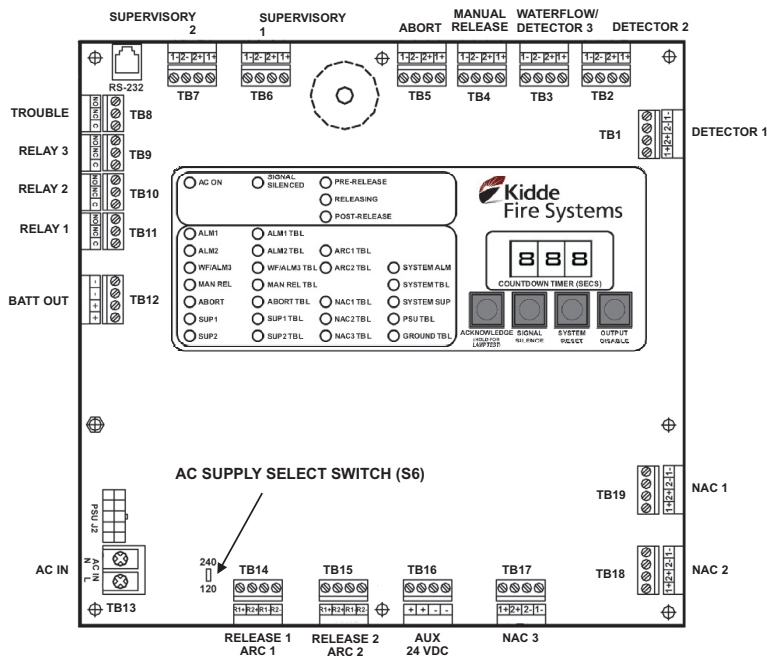 SUPERVISORY 2
SUPERVISORY 1
ABORT
MANUAL RELEASE
WATERFLOW/ DETECTOR 3
DETECTOR 2
1- 2- 2+ 1+
1- 2- 2+ 1+
1- 2- 2+ 1+
1- 2- 2+ 1+
1- 2- 2+ 1+
1- 2- 2+ 1+
RS-232
TB7
TB6
TB5
TB4
TB3
TB2
TROUBLE
NO NC C
TB8
TB1
1+ 2+ 2- 1-
DETECTOR 1
RELAY 3
NO NC C
TB9
RELAY 2
NO NC C
TB10
RELAY 1
NO NC C
TB11
BATT OUT
- - + +
TB12
AC ON
SIGNAL SILENCED
PRE-RELEASE
RELEASING
POST-RELEASE
Kidde
Fire Systems
ALM1
ALM1 TBL
ALM2
ALM2 TBL
ARC1 TBL
WF/ALM3
WF/ALM3 TBL
ARC2 TBL
SYSTEM ALM
MAN REL
MAN REL TBL
SYSTEM TBL
ABORT
ABORT TBL
NAC1 TBL
SYSTEM SUP
SUP1
SUP1 TBL
NAC2 TBL
PSU TBL
SUP2
SUP2 TBL
NAC3 TBL
GROUND TBL
888
COUNTDOWN TIMER (SECS)
ACKNOWLEDGE
(HOLD FOR
LAMP TEST)
SIGNAL
SILENCE
SYSTEM
RESET
OUTPUT
DISABLE
AC SUPPLY SELECT SWITCH (S6)
TB19
1+ 2+ 2- 1-
NAC 1
PSU J2
AC IN
AC IN
N L
TB13
240
120
TB14
TB15
TB16
TB17
TB18
1+ 2+ 2- 1-
NAC 2
R1+ R2+ R1- R2-
R1+ R2+ R1- R2-
+ + - -
1+ 2+ 2- 1-
RELEASE 1
ARC 1
RELEASE 2
ARC 2
AUX
24 VDC
NAC 3